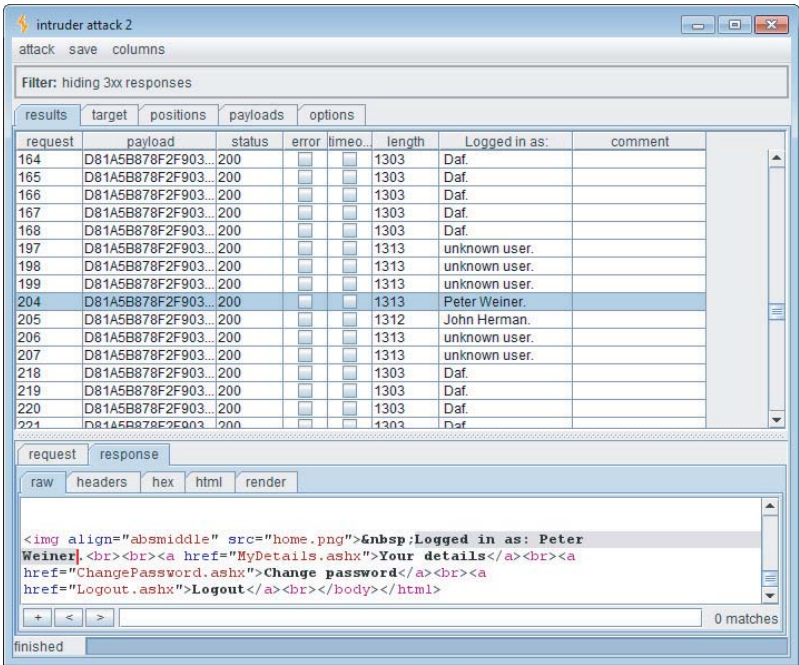 intruder attack 2
attack save columns
Filter: hiding 3xx responses
results target positions payloads options
request payload status error timeo... length Logged in as: comment
164 D81A5B878F2F903... 200 1303 Daf.
165 D81A5B878F2F903... 200 1303 Daf.
166 D81A5B878F2F903... 200 1303 Daf.
167 D81A5B878F2F903... 200 1303 Daf.
168 D81A5B878F2F903... 200 1303 Daf.
197 D81A5B878F2F903... 200 1313 unknown user.
198 D81A5B878F2F903... 200 1313 unknown user.
199 D81A5B878F2F903... 200 1313 unknown user.
204 D81A5B878F2F903... 200 1313 Peter Weiner.
205 D81A5B878F2F903... 200 1312 John Herman.
206 D81A5B878F2F903... 200 1313 unknown user.
207 D81A5B878F2F903... 200 1313 unknown user.
218 D81A5B878F2F903... 200 1303 Daf.
219 D81A5B878F2F903... 200 1303 Daf.
220 D81A5B878F2F903... 200 1303 Daf.
221 D81A5B878F2F903... 200 1303 Daf.
request response
raw headers hex html render
<img align="absmiddle" src="home.png">&nbsp;Logged in as: Peter
Weiner.<br><br><a href="MyDetails.ashx">Your details</a><br><a
href="ChangePassword.ashx">Change password</a><br><a
href="Logout.ashx">Logout</a><br></body></html>
+ < > 0 matches
finished